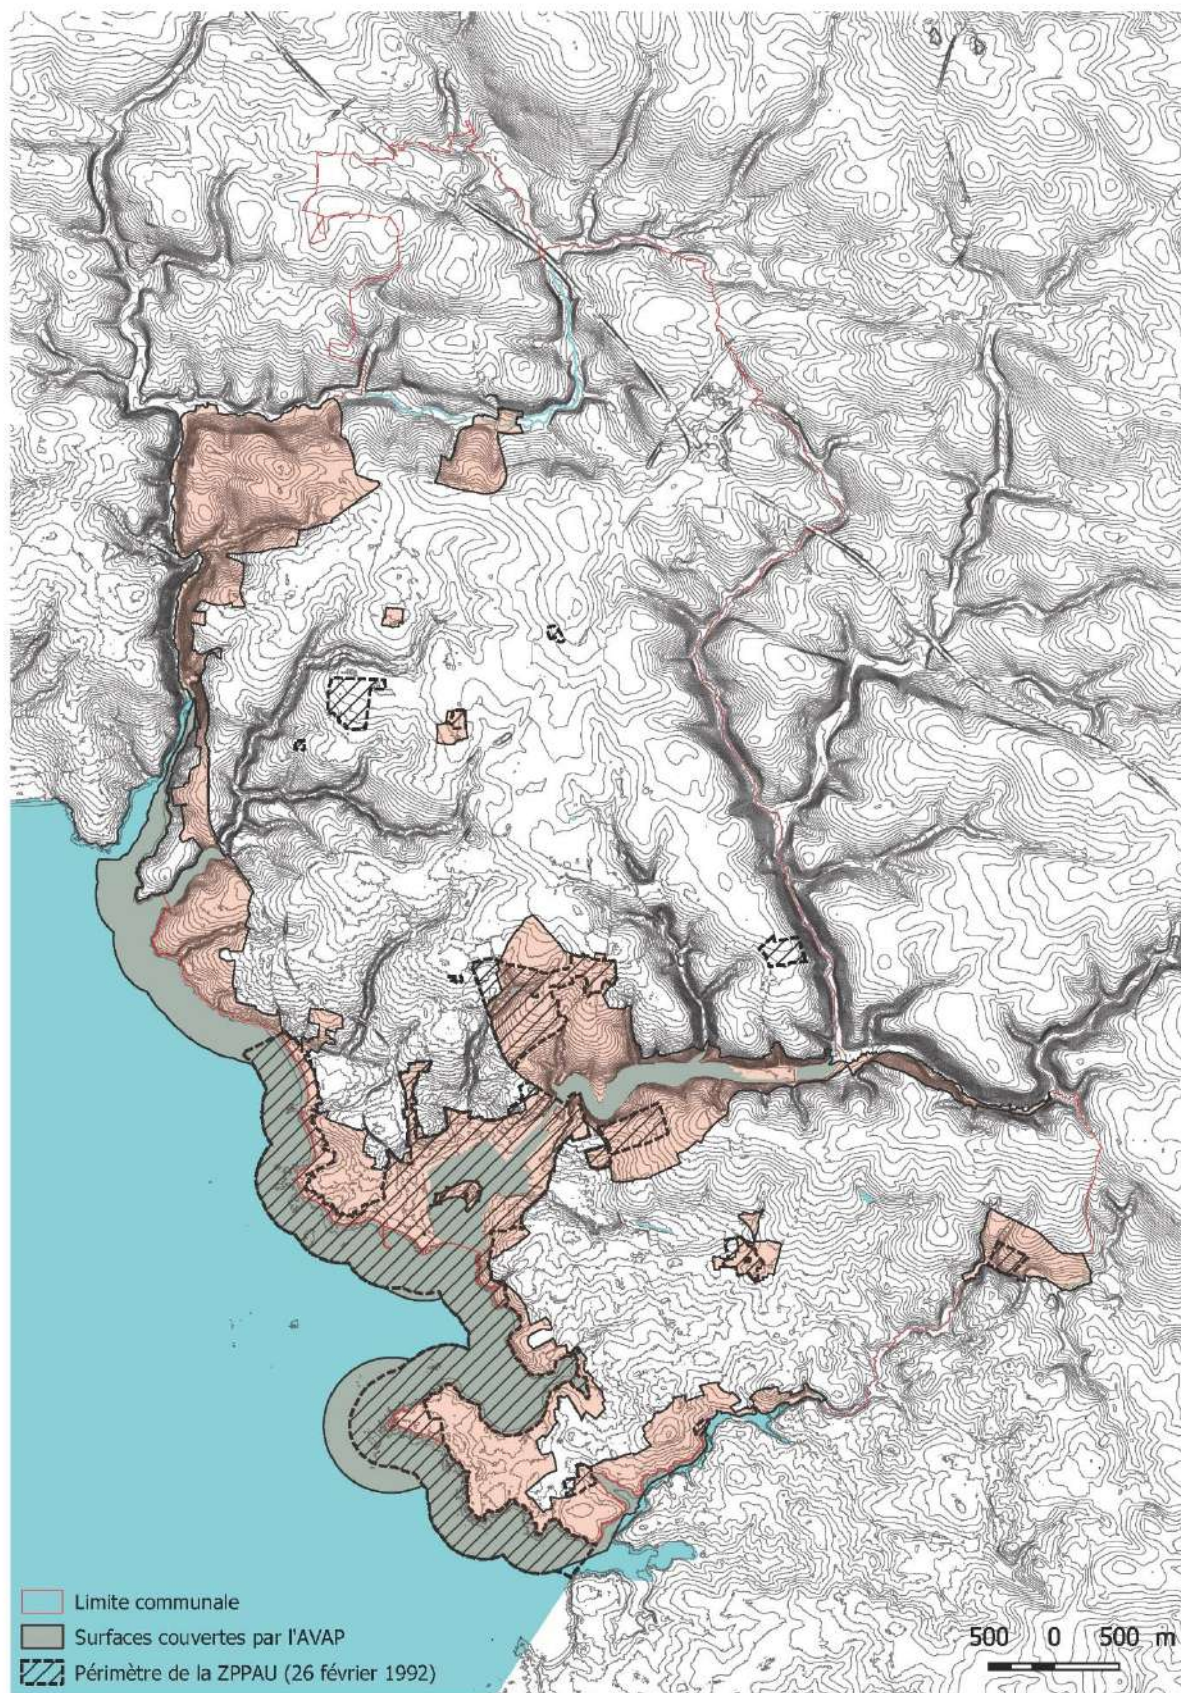 Limite communale
Surfaces couvertes par l'AVAP
Périmètre de la ZPPAU (26 février 1992)
500 0 500 m